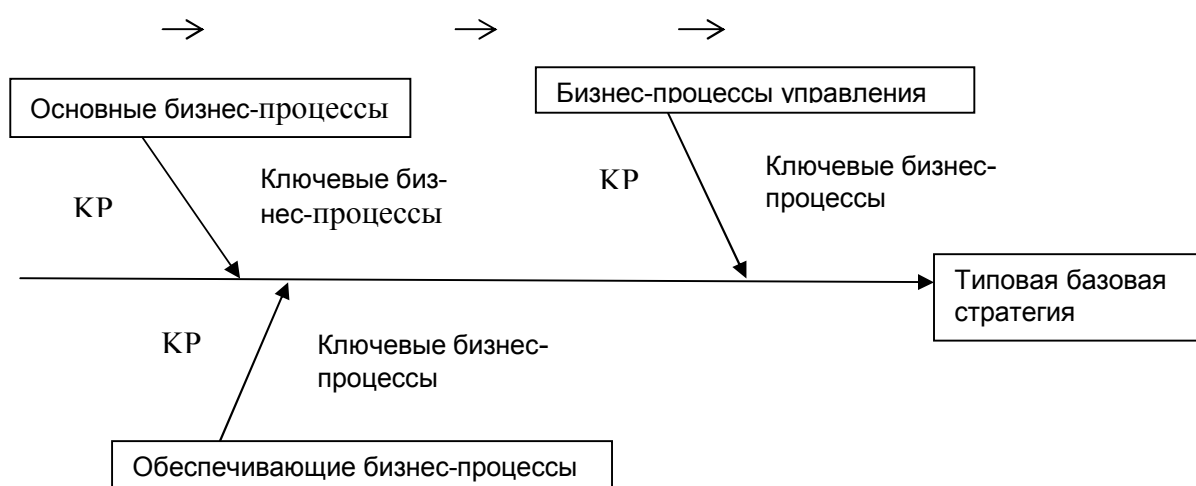 Основные бизнес-процессы
Бизнес-процессы управления
КР
Ключевые биз-
нес-процессы
КР
Ключевые бизнес-
процессы
Типовая базовая
стратегия
КР
Ключевые бизнес-
процессы
Обеспечивающие бизнес-процессы